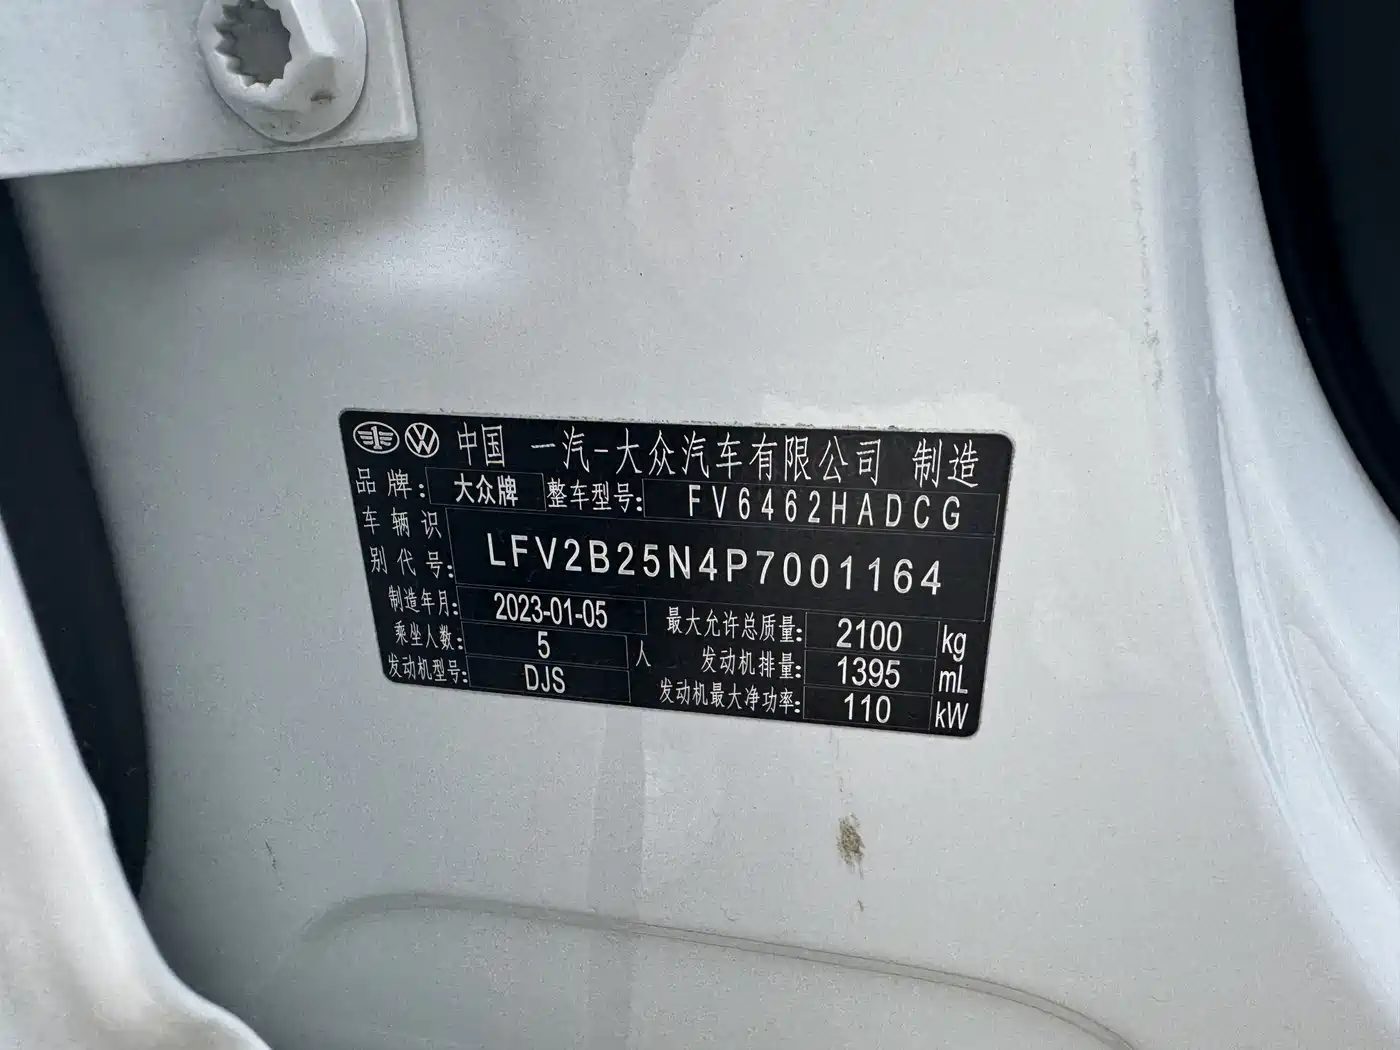 中国 一汽-大众汽车有限公司 制造
品牌: 大众牌 整车型号: FV6462HADCG
车辆识别代号: LFV2B25N4P7001164
制造年月: 2023-01-05 最大允许总质量: 2100 kg
乘坐人数: 5 人 发动机排量: 1395 mL
发动机型号: DJS 发动机最大净功率: 110 kW